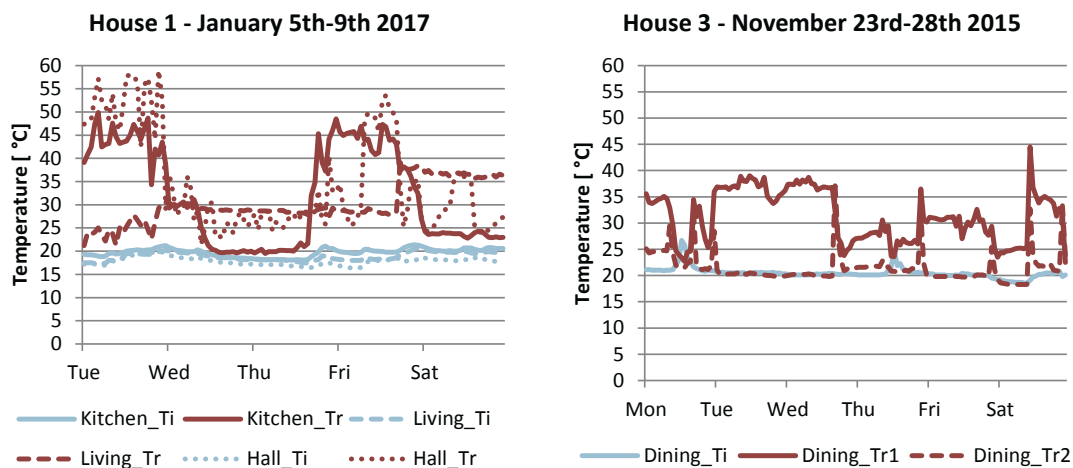 House 1 - January 5th-9th 2017
Temperature [ °C]
60
55
50
45
40
35
30
25
20
15
10
5
0
Tue Wed Thu Fri Sat
Kitchen_Ti Kitchen_Tr Living_Ti
Living_Tr Hall_Ti Hall_Tr
House 3 - November 23rd-28th 2015
Temperature [ °C]
60
55
50
45
40
35
30
25
20
15
10
5
0
Mon Tue Wed Thu Fri Sat
Dining_Ti Dining_Tr1 Dining_Tr2